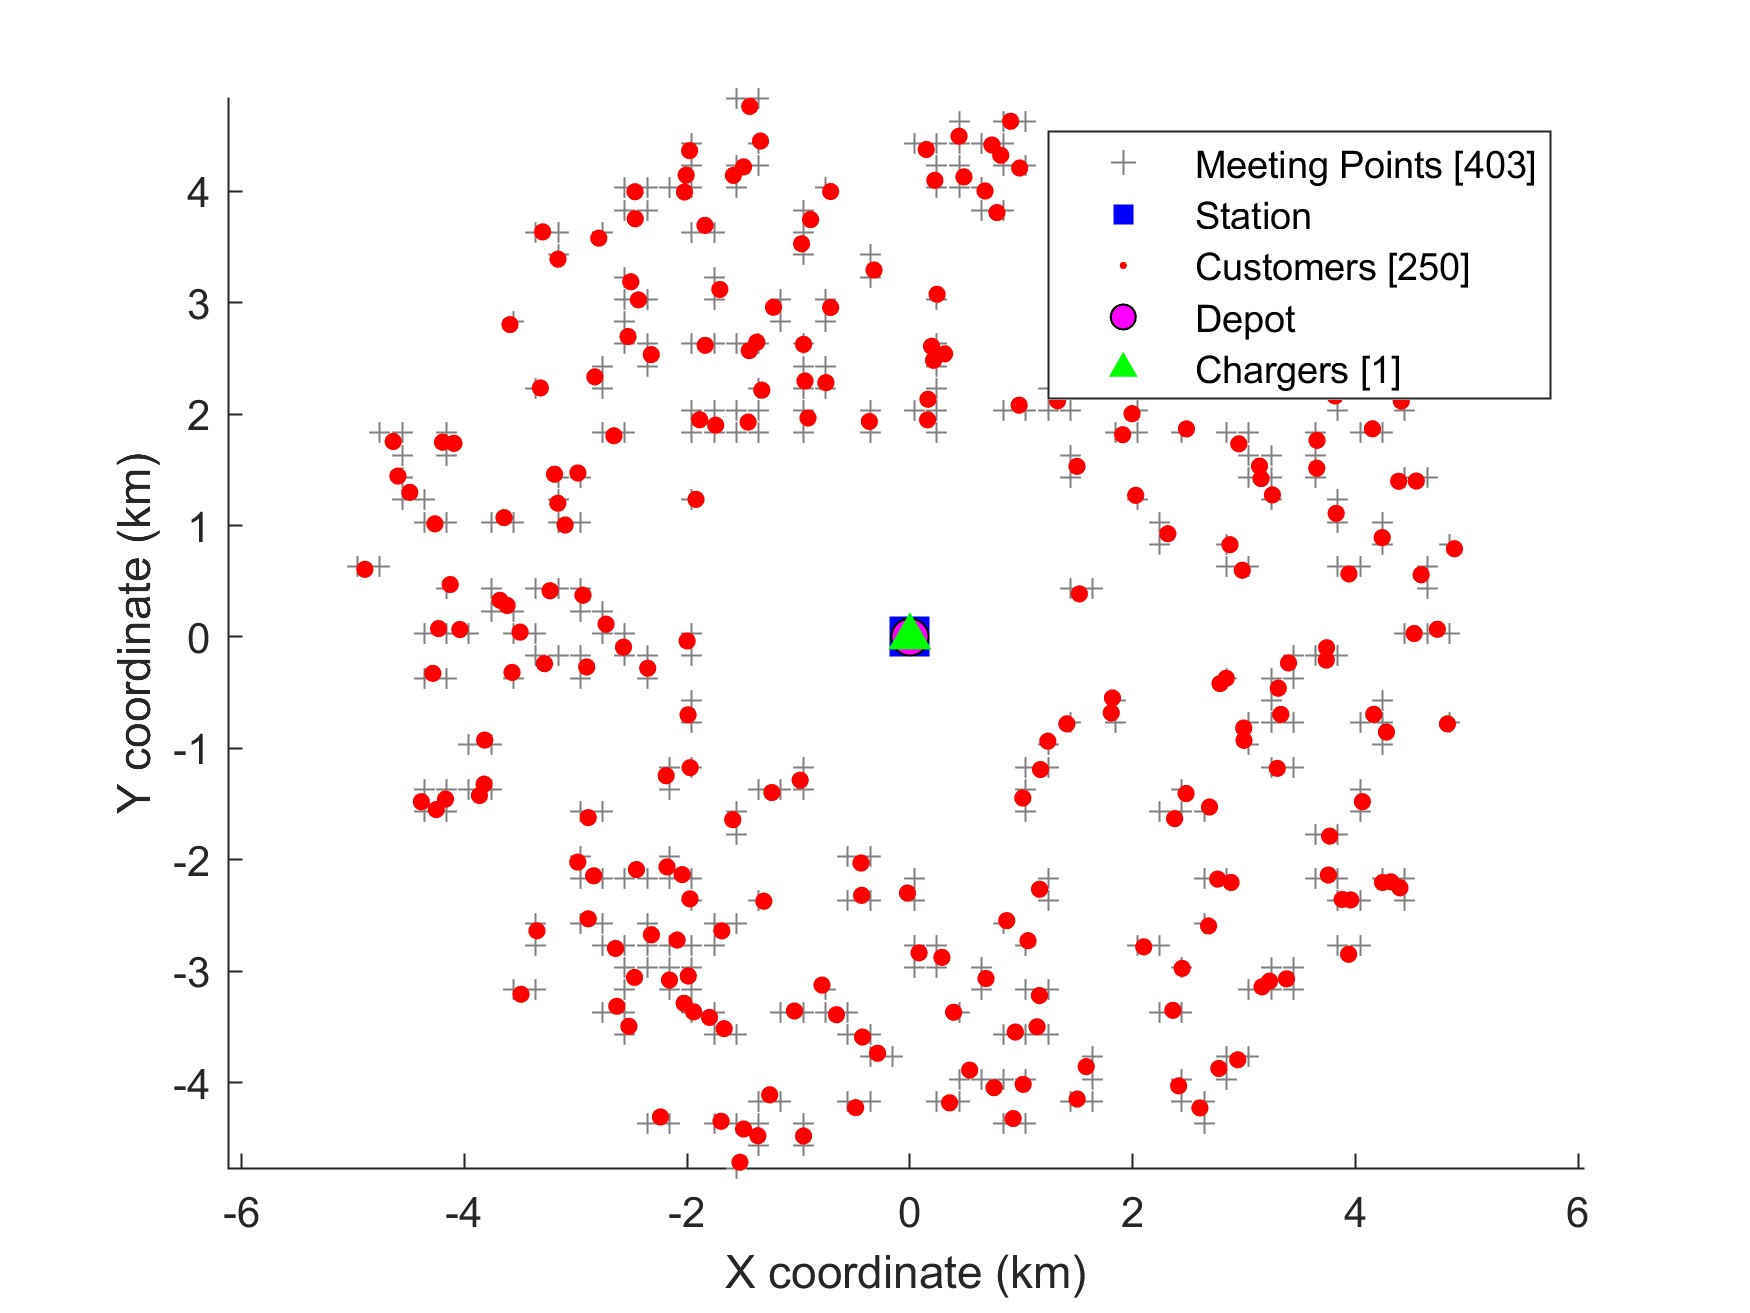 Meeting Points [403]
Station
Customers [250]
Depot
Chargers [1]
4
3
2
1
0
-1
-2
-3
-4
Y coordinate (km)
-6 -4 -2 0 2 4 6
X coordinate (km)